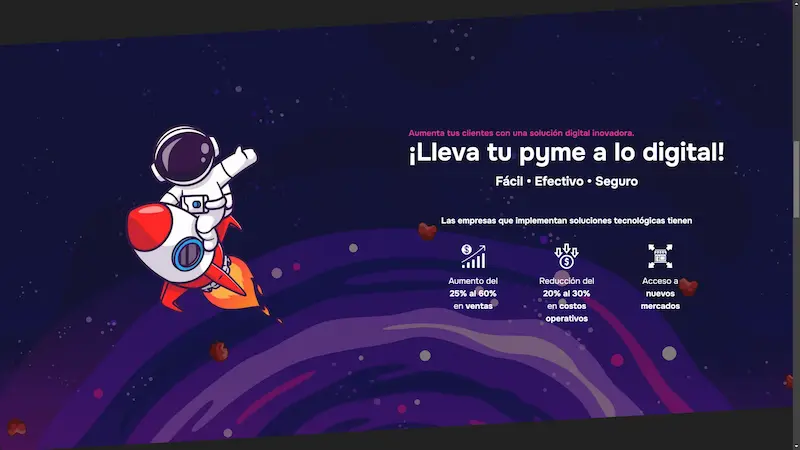 Aumenta tus clientes con una solución digital inovadora.
¡Lleva tu pyme a lo digital!
Fácil • Efectivo • Seguro
Las empresas que implementan soluciones tecnológicas tienen
Aumento del
25% al 60%
en ventas
Reducción del
20% al 30%
en costos
operativos
Acceso a
nuevos
mercados